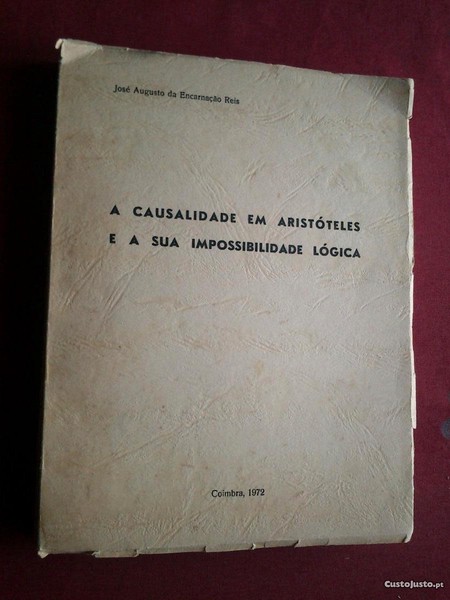 José Augusto da Encarnação Reis
A CAUSALIDADE EM ARISTÓTELES
E A SUA IMPOSSIBILIDADE LÓGICA
Coimbra, 1972
CustoJusto.pt